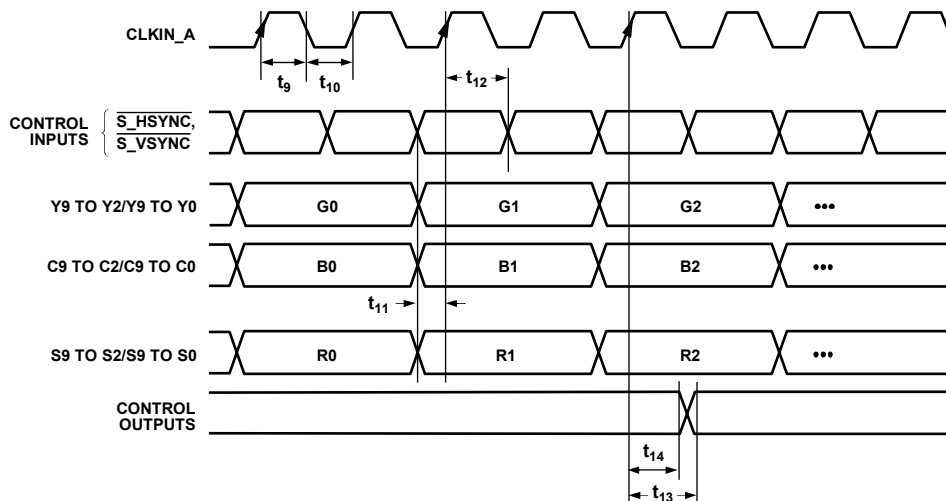 CLKIN_A
t9
t10
t12
CONTROL
INPUTS
S_HSYNC,
S_VSYNC
Y9 TO Y2/Y9 TO Y0
G0
G1
G2
•••
C9 TO C2/C9 TO C0
B0
B1
B2
•••
t11
S9 TO S2/S9 TO S0
R0
R1
R2
•••
CONTROL
OUTPUTS
t14
t13